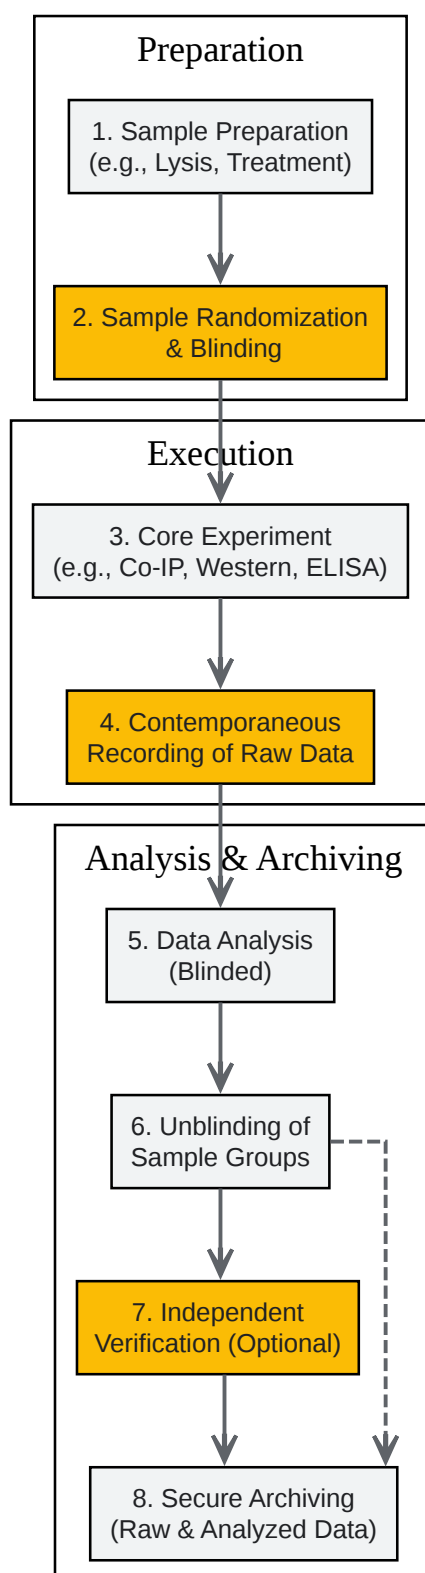 Preparation
1. Sample Preparation
(e.g., Lysis, Treatment)
2. Sample Randomization
& Blinding
Execution
3. Core Experiment
(e.g., Co-IP, Western, ELISA)
4. Contemporaneous
Recording of Raw Data
Analysis & Archiving
5. Data Analysis
(Blinded)
6. Unblinding of
Sample Groups
7. Independent
Verification (Optional)
8. Secure Archiving
(Raw & Analyzed Data)